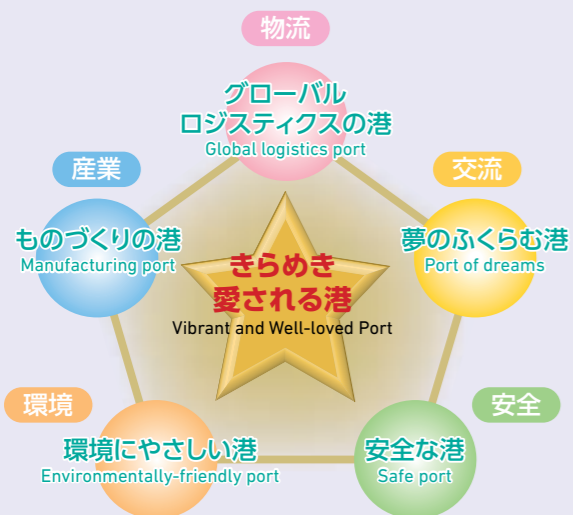 物流
グローバル
ロジスティクスの港
Global logistics port
産業
ものづくりの港
Manufacturing port
交流
夢のふくらむ港
Port of dreams
きらめき
愛される港
Vibrant and Well-loved Port
環境
環境にやさしい港
Environmentally-friendly port
安全
安全な港
Safe port